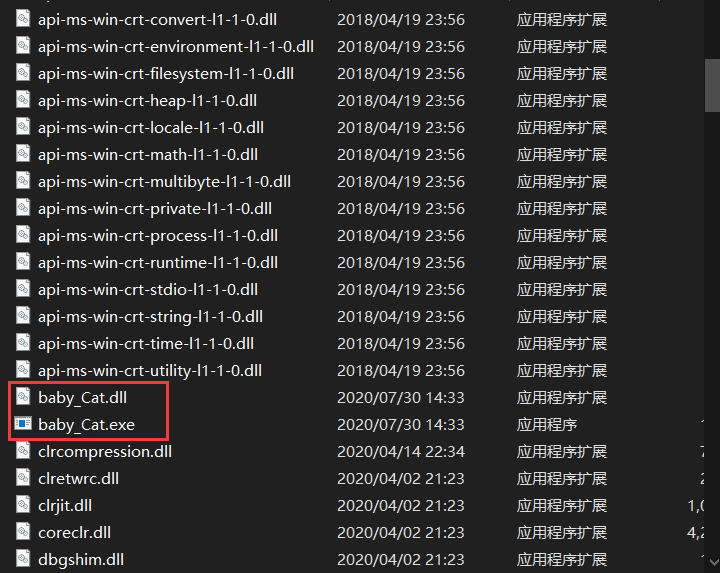 api-ms-win-crt-convert-l1-1-0.dll 2018/04/19 23:56 应用程序扩展
api-ms-win-crt-environment-l1-1-0.dll 2018/04/19 23:56 应用程序扩展
api-ms-win-crt-filesystem-l1-1-0.dll 2018/04/19 23:56 应用程序扩展
api-ms-win-crt-heap-l1-1-0.dll 2018/04/19 23:56 应用程序扩展
api-ms-win-crt-locale-l1-1-0.dll 2018/04/19 23:56 应用程序扩展
api-ms-win-crt-math-l1-1-0.dll 2018/04/19 23:56 应用程序扩展
api-ms-win-crt-multibyte-l1-1-0.dll 2018/04/19 23:56 应用程序扩展
api-ms-win-crt-private-l1-1-0.dll 2018/04/19 23:56 应用程序扩展
api-ms-win-crt-process-l1-1-0.dll 2018/04/19 23:56 应用程序扩展
api-ms-win-crt-runtime-l1-1-0.dll 2018/04/19 23:56 应用程序扩展
api-ms-win-crt-stdio-l1-1-0.dll 2018/04/19 23:56 应用程序扩展
api-ms-win-crt-string-l1-1-0.dll 2018/04/19 23:56 应用程序扩展
api-ms-win-crt-time-l1-1-0.dll 2018/04/19 23:56 应用程序扩展
api-ms-win-crt-utility-l1-1-0.dll 2018/04/19 23:56 应用程序扩展
baby_Cat.dll 2020/07/30 14:33 应用程序扩展
baby_Cat.exe 2020/07/30 14:33 应用程序
clrcompression.dll 2020/04/14 22:34 应用程序扩展 7
clretwrc.dll 2020/04/02 21:23 应用程序扩展
clrjit.dll 2020/04/02 21:23 应用程序扩展 1,0
coreclr.dll 2020/04/02 21:23 应用程序扩展 4,2
dbgshim.dll 2020/04/02 21:23 应用程序扩展